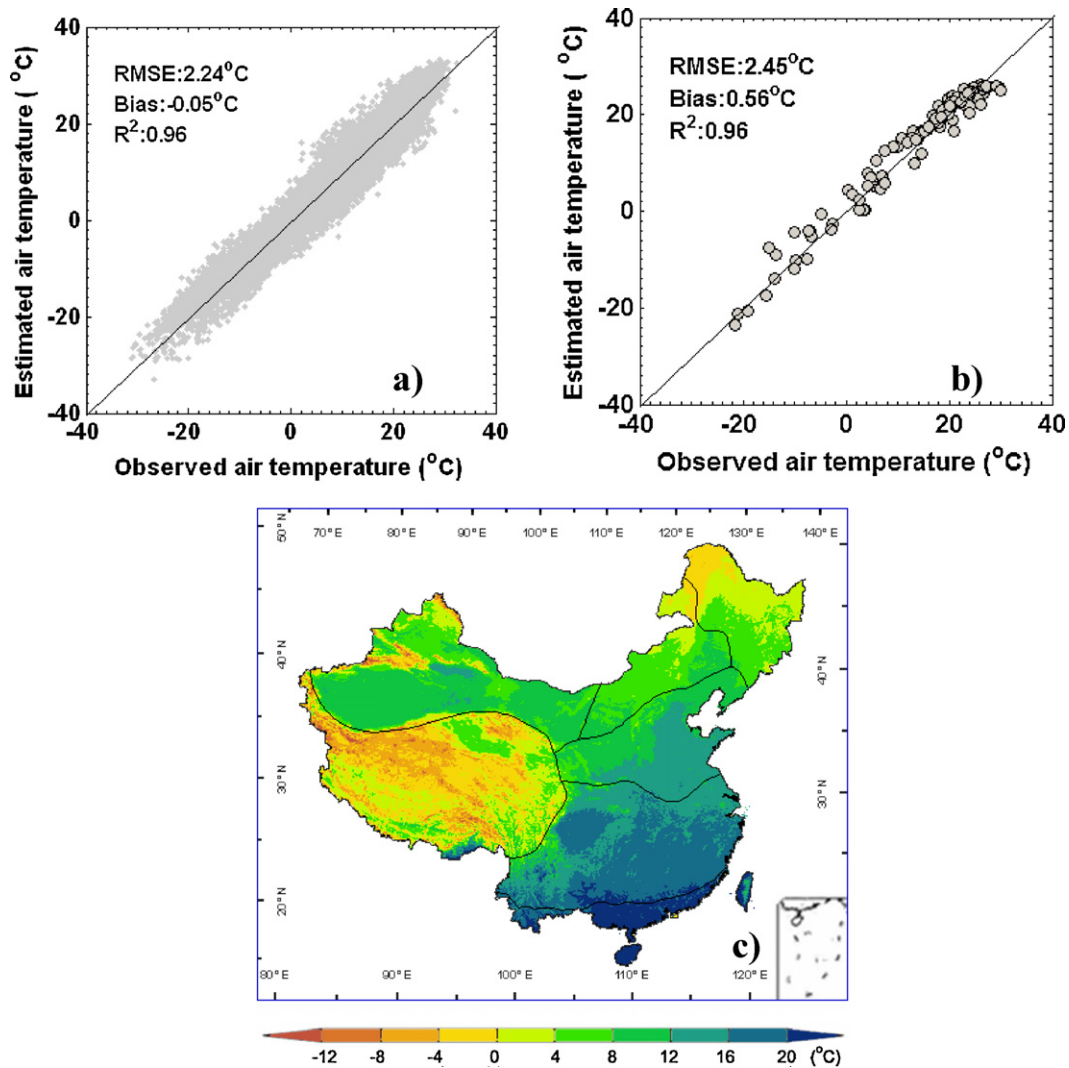 RMSE:2.24°C
Bias:-0.05°C
R²:0.96
Estimated air temperature (°C)
40
20
0
-20
-40
-40 -20 0 20 40
Observed air temperature (°C)
a)
RMSE:2.45°C
Bias:0.56°C
R²:0.96
Estimated air temperature (°C)
40
20
0
-20
-40
-40 -20 0 20 40
Observed air temperature (°C)
b)
70° E 80° E 90° E 100° E 110° E 120° E 130° E 140° E
50° N
40° N
30° N
20° N
40° N
30° N
80° E 90° E 100° E 110° E 120° E
c)
-12 -8 -4 0 4 8 12 16 20 (°C)